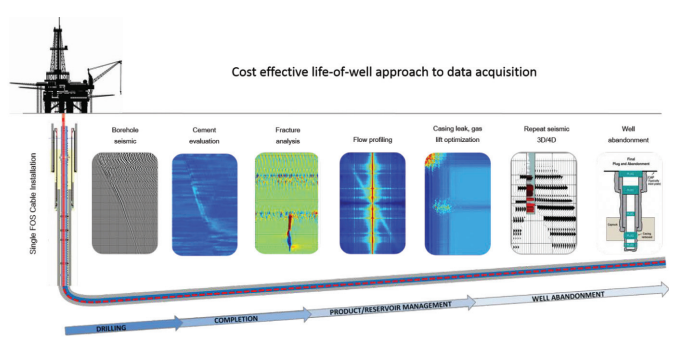 Cost effective life-of-well approach to data acquisition
Single FOS Cable Installation
Borehole
seismic
Cement
evaluation
Fracture
analysis
Flow profiling
Casing leak, gas
lift optimization
Repeat seismic
3D/4D
Well
abandonment
Final
Plug and Abandonment
DRILLING
COMPLETION
PRODUCT/RESERVOIR MANAGEMENT
WELL ABANDONMENT